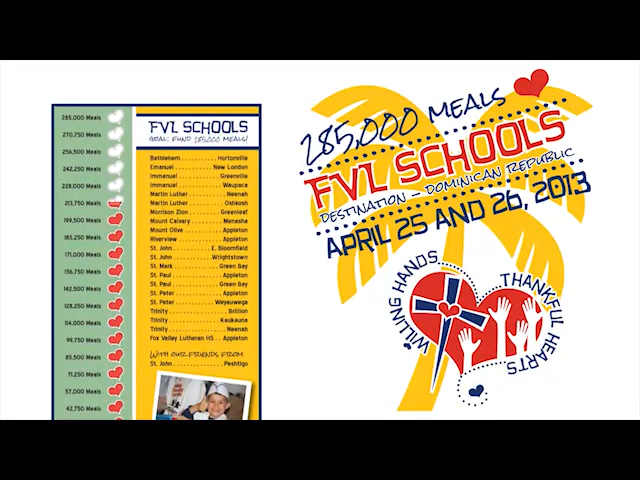 285,000 Meals
270,750 Meals
256,500 Meals
242,250 Meals
228,000 Meals
213,750 Meals
199,500 Meals
185,250 Meals
171,000 Meals
156,750 Meals
142,500 Meals
128,250 Meals
114,000 Meals
99,750 Meals
85,500 Meals
71,250 Meals
57,000 Meals
42,750 Meals
FVL SCHOOLS
GOAL: FUND 285,000 MEALS!
Bethlehem . . . . . . . . . . Hortonville
Emanuel . . . . . . . . . . New London
Immanuel . . . . . . . . . . Greenville
Immanuel . . . . . . . . . . Waupaca
Martin Luther . . . . . . . . . . Neenah
Martin Luther . . . . . . . . . . Oshkosh
Morrison Zion . . . . . . . . . . Greenleaf
Mount Calvary . . . . . . . . . . Menasha
Mount Olive . . . . . . . . . . Appleton
Riverview . . . . . . . . . . Appleton
St. John . . . . . . . . . . E. Bloomfield
St. John . . . . . . . . . . Wrightstown
St. Mark . . . . . . . . . . Green Bay
St. Paul . . . . . . . . . . Appleton
St. Paul . . . . . . . . . . Green Bay
St. Peter . . . . . . . . . . Appleton
St. Peter . . . . . . . . . . Weyauwega
Trinity . . . . . . . . . . Brillion
Trinity . . . . . . . . . . Kaukauna
Trinity . . . . . . . . . . Neenah
Fox Valley Lutheran HS . . Appleton
WITH OUR FRIENDS FROM
St. John . . . . . . . . . . Peshtigo
285,000 MEALS
FVL SCHOOLS
DESTINATION - DOMINICAN REPUBLIC
APRIL 25 AND 26, 2013
WILLING HANDS
THANKFUL HEARTS